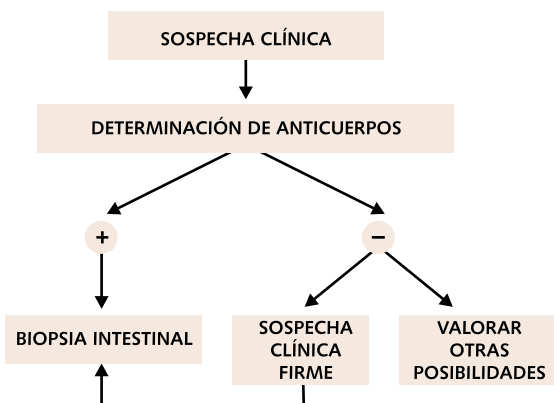 SOSPECHA CLÍNICA
DETERMINACIÓN DE ANTICUERPOS
+
–
BIOPSIA INTESTINAL
SOSPECHA
CLÍNICA
FIRME
VALORAR
OTRAS
POSIBILIDADES